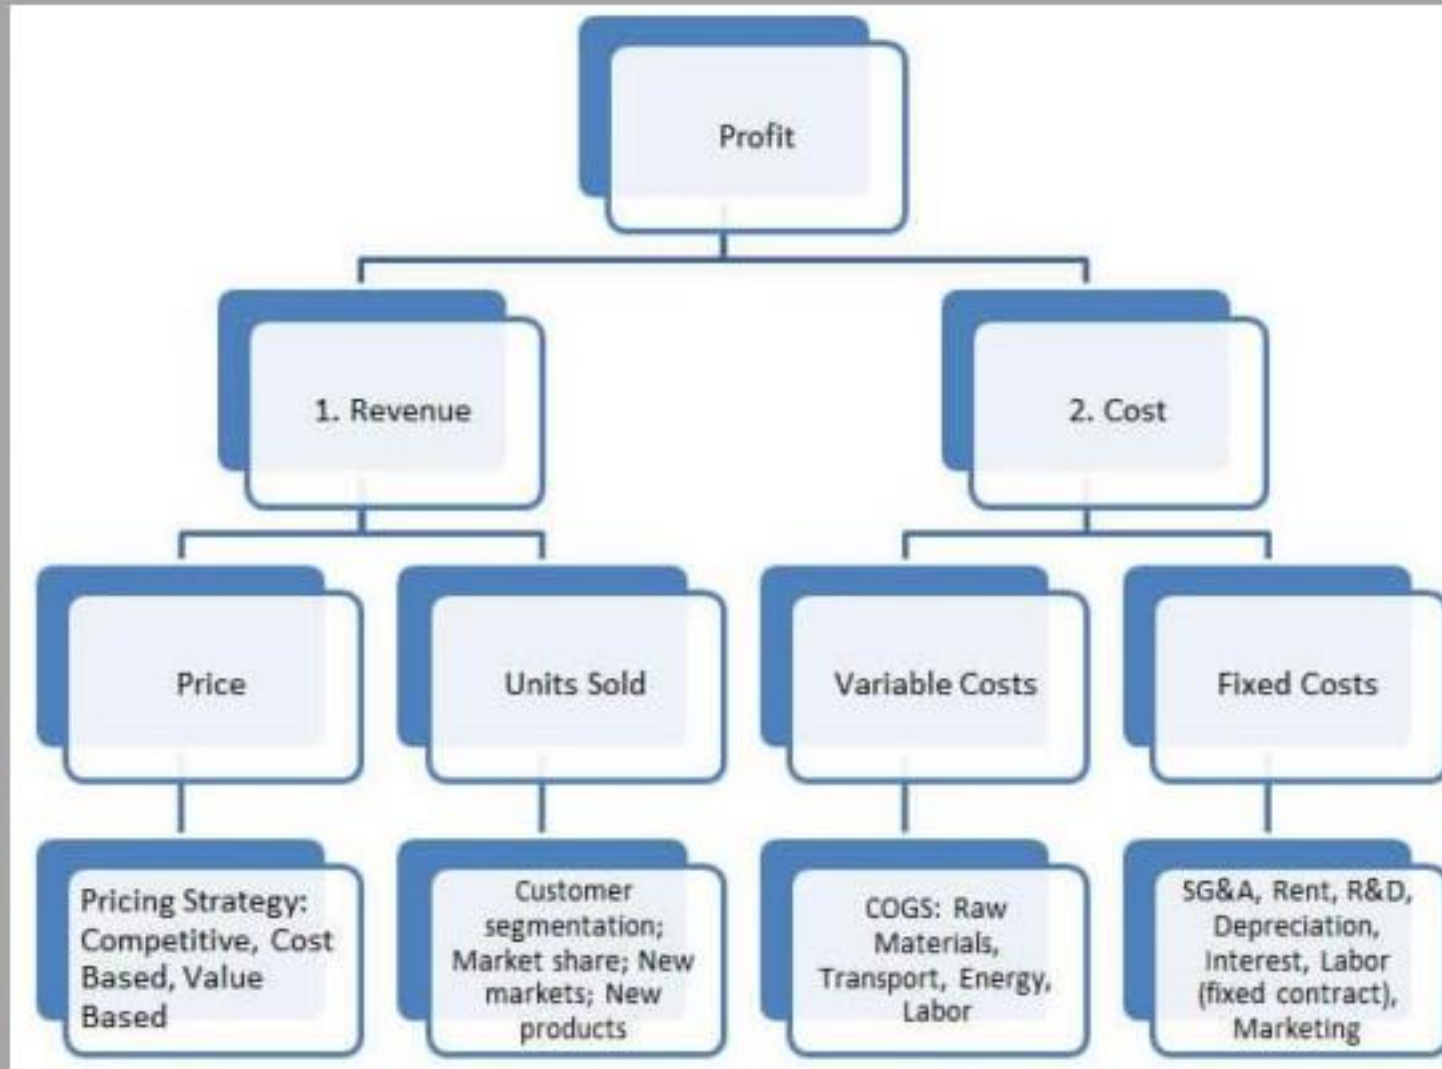 Profit
1. Revenue
2. Cost
Price
Units Sold
Variable Costs
Fixed Costs
Pricing Strategy:
Competitive, Cost
Based, Value
Based
Customer
segmentation;
Market share; New
markets; New
products
COGS: Raw
Materials,
Transport, Energy,
Labor
SG&A, Rent, R&D,
Depreciation,
Interest, Labor
(fixed contract),
Marketing